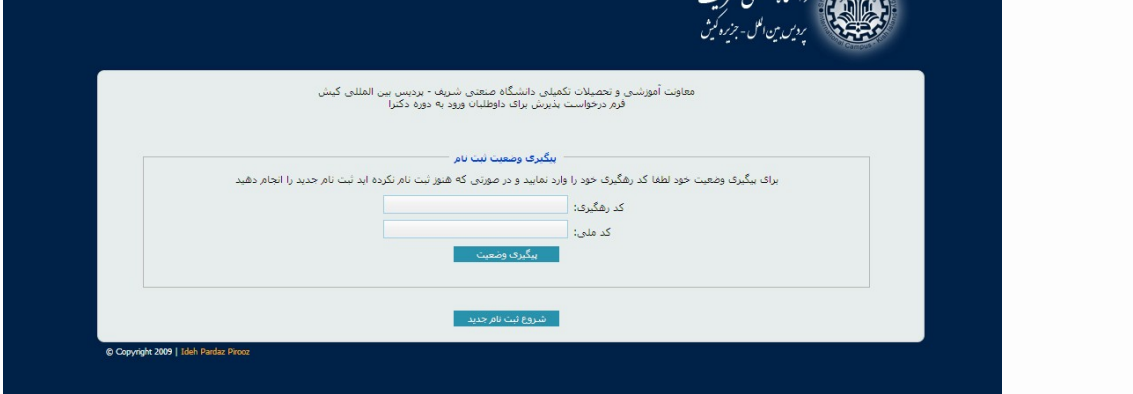 پردیس بین الملل - جزیره کیش
معاونت آموزشی و تحصیلات تکمیلی دانشگاه صنعتی شریف - پردیس بین المللی کیش
فرم درخواست پذیرش برای داوطلبان ورود به دوره دکترا
پیگیری وضعیت ثبت نام
برای پیگیری وضعیت خود لطفا کد رهگیری خود را وارد نمایید و در صورتی که هنوز ثبت نام نکرده اید ثبت نام جدید را انجام دهید
کد رهگیری:
کد ملی:
پیگیری وضعیت
شروع ثبت نام جدید
© Copyright 2009 | Ideh Pardaz Pirooz